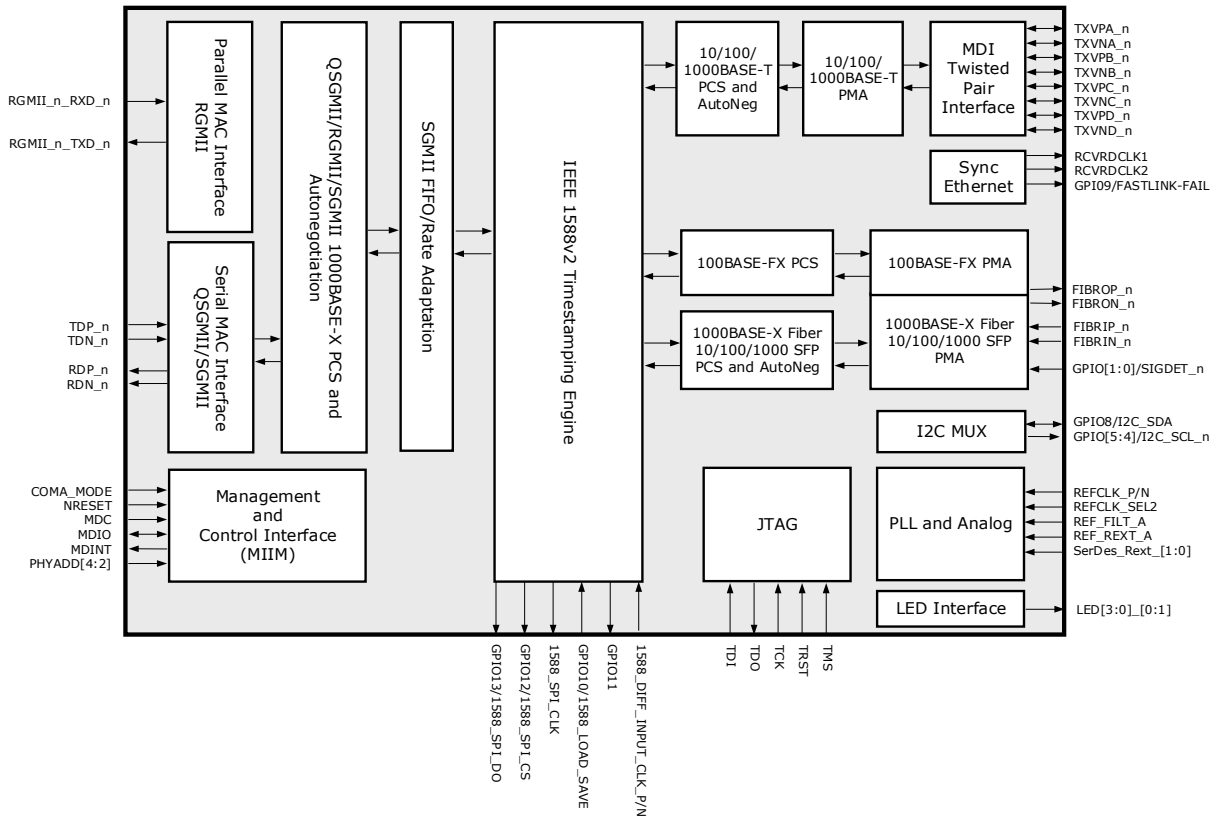 RGMII_n_RXD_n
RGMII_n_TXD_n
TDP_n
TDN_n
RDP_n
RDN_n
COMA_MODE
NRESET
MDC
MDIO
MDINT
PHYADD[4:2]
Parallel MAC Interface
RGMII
Serial MAC Interface
QSGMII/SGMII
Management
and
Control Interface
(MIIM)
QSGMII/RGMII/SGMII 1000BASE-X PCS and
Autonegotiation
SGMII FIFO/Rate Adaptation
IEEE 1588v2 Timestamping Engine
10/100/
1000BASE-T
PCS and
AutoNeg
10/100/
1000BASE-T
PMA
MDI
Twisted
Pair
Interface
Sync
Ethernet
100BASE-FX PCS
100BASE-FX PMA
1000BASE-X Fiber
10/100/1000 SFP
PCS and AutoNeg
1000BASE-X Fiber
10/100/1000 SFP
PMA
I2C MUX
JTAG
PLL and Analog
LED Interface
TXVPA_n
TXVNA_n
TXVPB_n
TXVNB_n
TXVPC_n
TXVNC_n
TXVPD_n
TXVND_n
RCVRDCLK1
RCVRDCLK2
GPI09/FASTLINK-FAIL
FIBROP_n
FIBRON_n
FIBRIP_n
FIBRIN_n
GPIO[1:0]/SIGDET_n
GPIO8/I2C_SDA
GPIO[5:4]/I2C_SCL_n
REFCLK_P/N
REFCLK_SEL2
REF_FILT_A
REF_REXT_A
SerDes_Rext_[1:0]
LED[3:0]_[0:1]
GPIO13/1588_SPI_DO
GPIO12/1588_SPI_CS
1588_SPI_CLK
GPIO10/1588_LOAD_SAVE
GPIO11
1588_DIFF_INPUT_CLK_P/N
TDI
TDO
TCK
TRST
TMS